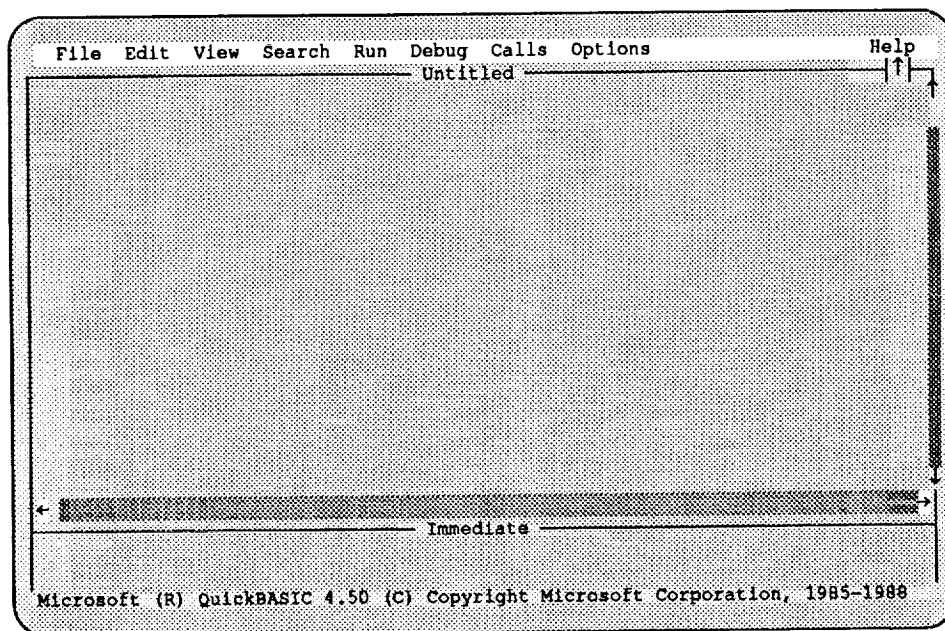 File Edit View Search Run Debug Calls Options Help
Untitled
Immediate
Microsoft (R) QuickBASIC 4.50 (C) Copyright Microsoft Corporation, 1985-1988